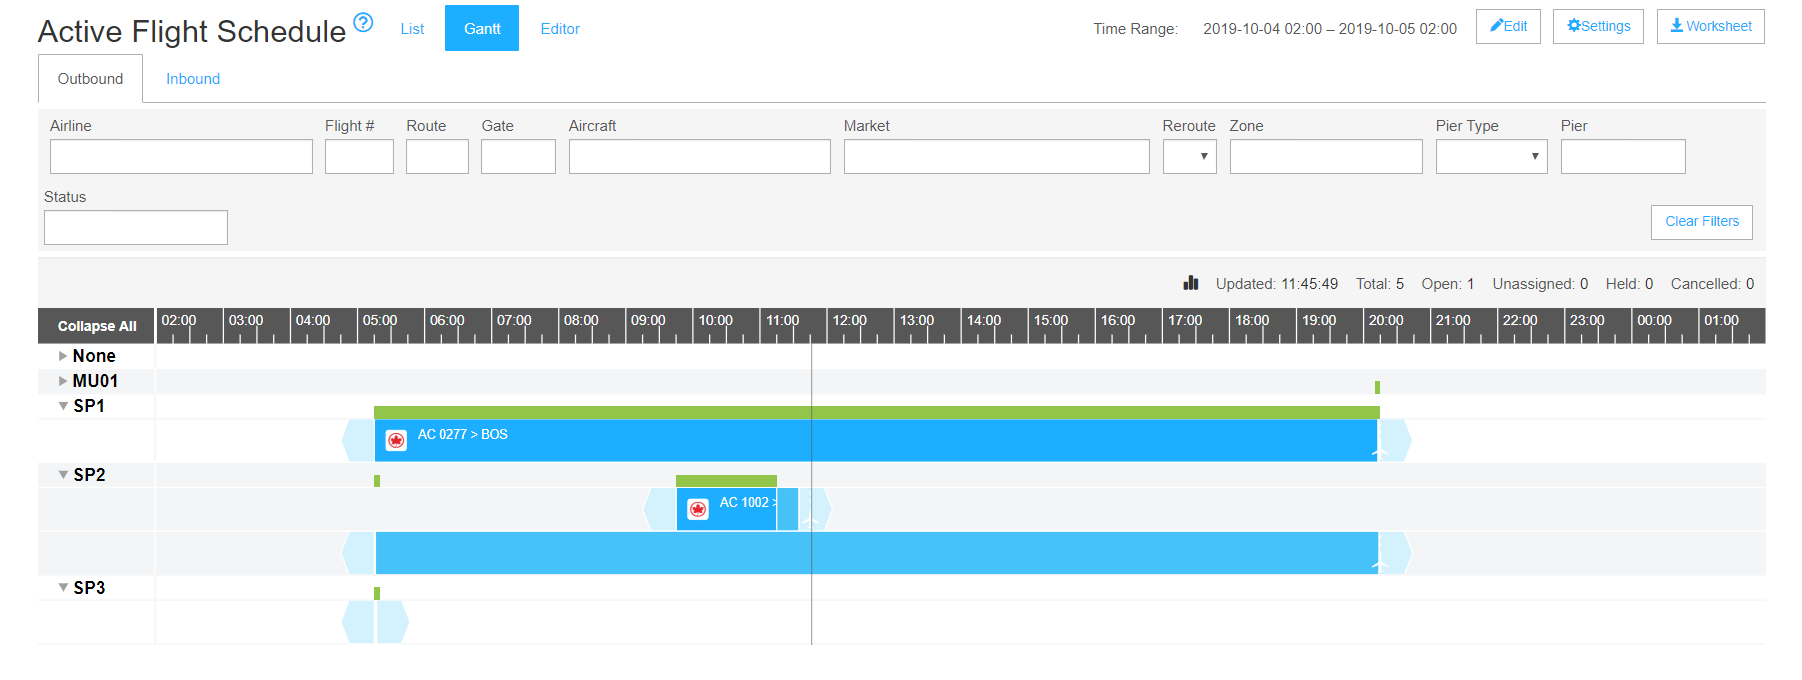 Active Flight Schedule ?
List Gantt Editor
Time Range: 2019-10-04 02:00 – 2019-10-05 02:00
Edit Settings Worksheet
Outbound Inbound
Airline Flight # Route Gate Aircraft Market Reroute Zone Pier Type Pier
Status
Clear Filters
Updated: 11:45:49 Total: 5 Open: 1 Unassigned: 0 Held: 0 Cancelled: 0
Collapse All 02:00 03:00 04:00 05:00 06:00 07:00 08:00 09:00 10:00 11:00 12:00 13:00 14:00 15:00 16:00 17:00 18:00 19:00 20:00 21:00 22:00 23:00 00:00 01:00
None
MU01
SP1
AC 0277 > BOS
SP2
AC 1002 >
SP3